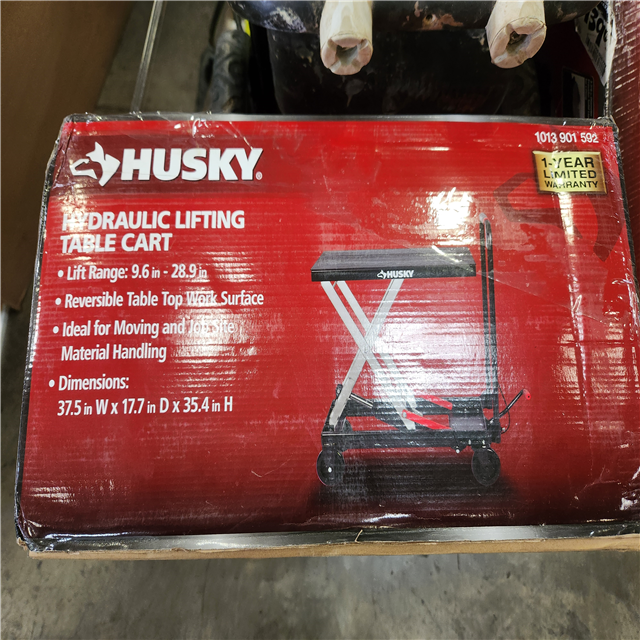 1013 901 592
HUSKY®
1-YEAR
LIMITED
WARRANTY
HYDRAULIC LIFTING
TABLE CART
• Lift Range: 9.6 in - 28.9 in
• Reversible Table Top Work Surface
• Ideal for Moving and Job Site
Material Handling
• Dimensions:
37.5 in W x 17.7 in D x 35.4 in H
HUSKY